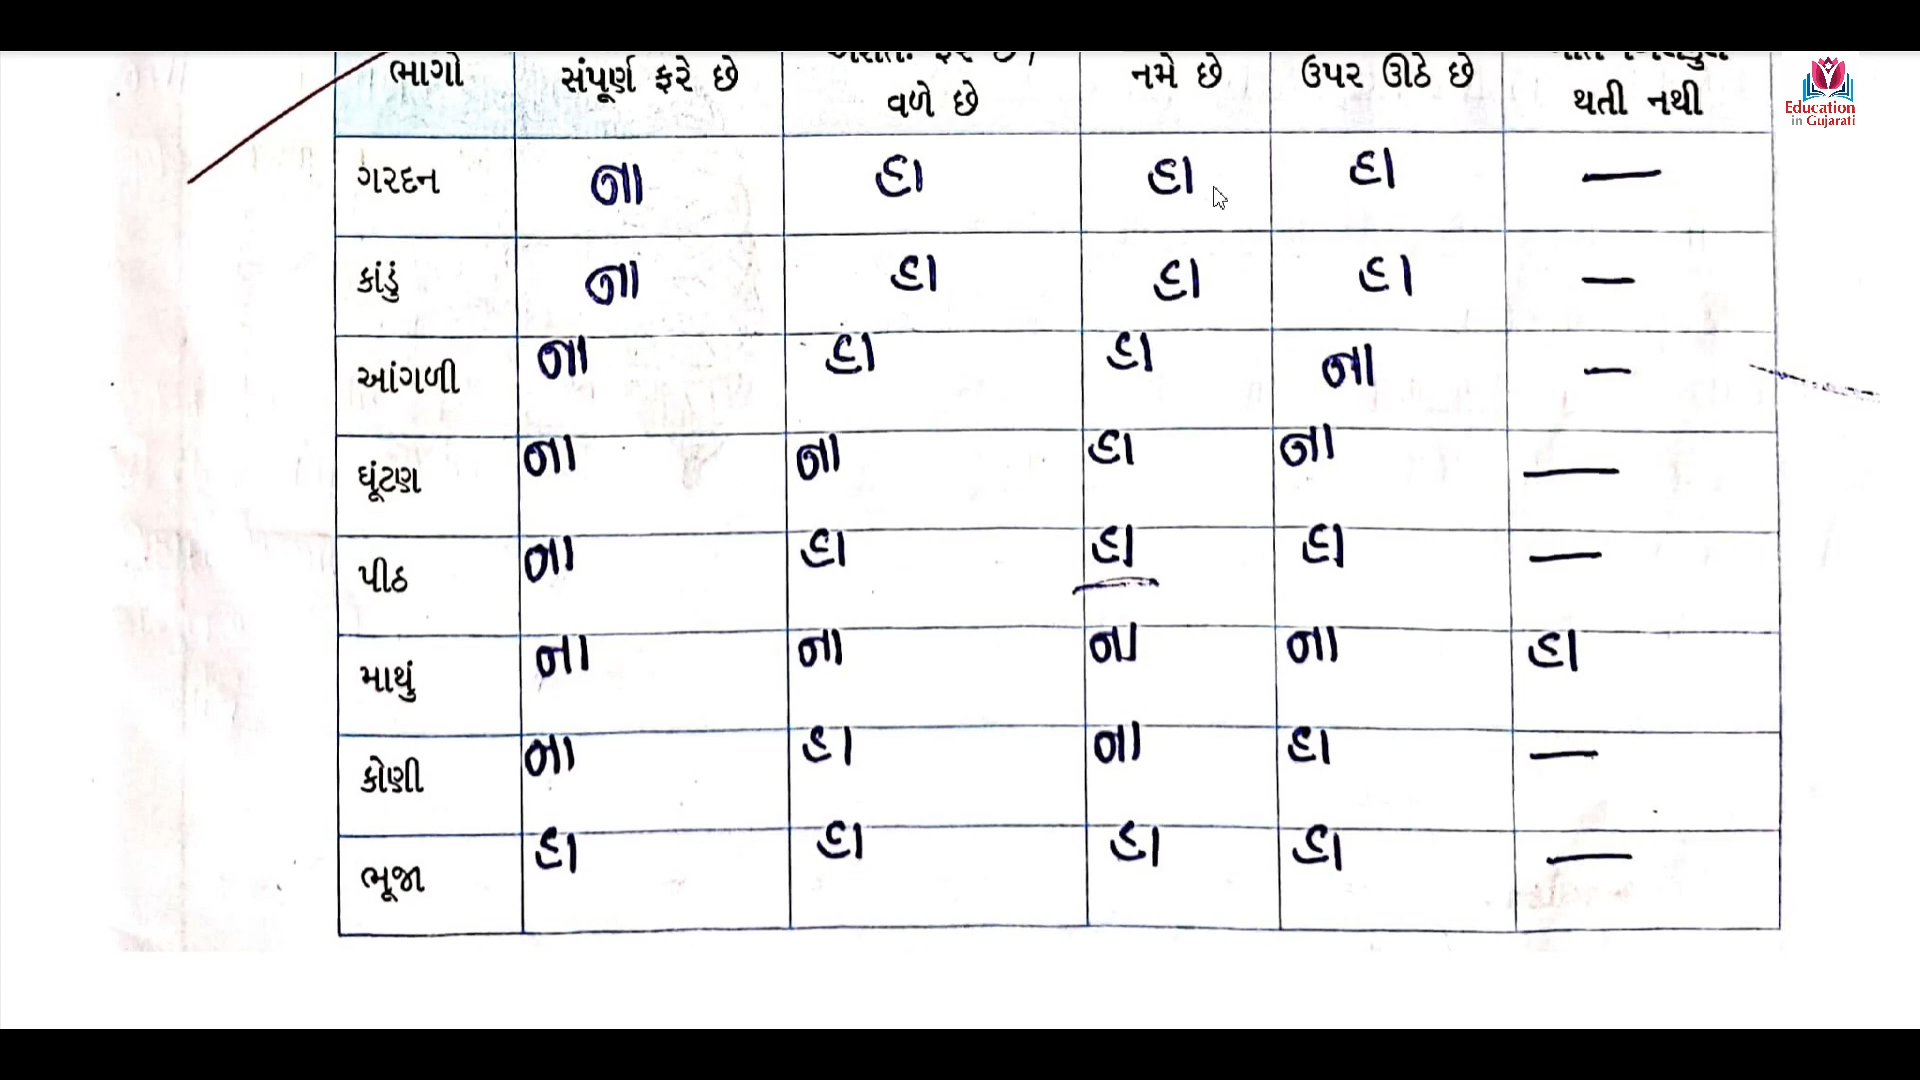 ભાગો સંપૂર્ણ ફરે છે વળે છે નમે છે ઉપર ઊઠે છે થતી નથી
ગરદન ના હા હા હા —
કાંડું ના હા હા હા —
આંગળી ના હા હા ના —
ઘૂંટણ ના ના હા ના —
પીઠ ના હા હા હા —
માથું ના ના ના ના હા
કોણી ના હા ના હા —
ભૂજા હા હા હા હા —
Education
in Gujarati